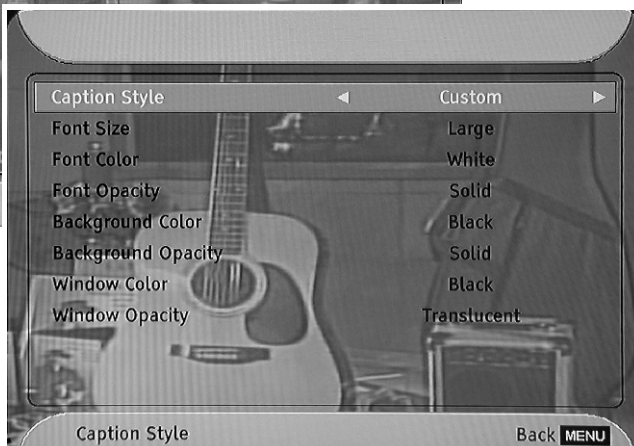 Caption Style Custom
Font Size Large
Font Color White
Font Opacity Solid
Background Color Black
Background Opacity Solid
Window Color Black
Window Opacity Translucent
Caption Style Back MENU